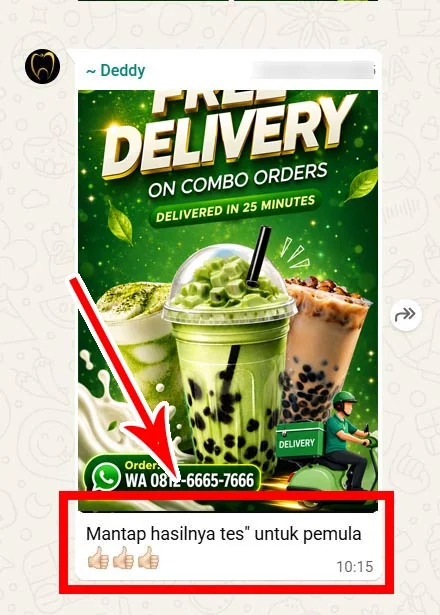 ~ Deddy
FREE
DELIVERY
ON COMBO ORDERS
DELIVERED IN 25 MINUTES
DELIVERY
Order:
WA 0812-6665-7666
Mantap hasilnya tes" untuk pemula
👍🏻👍🏻👍🏻
10:15